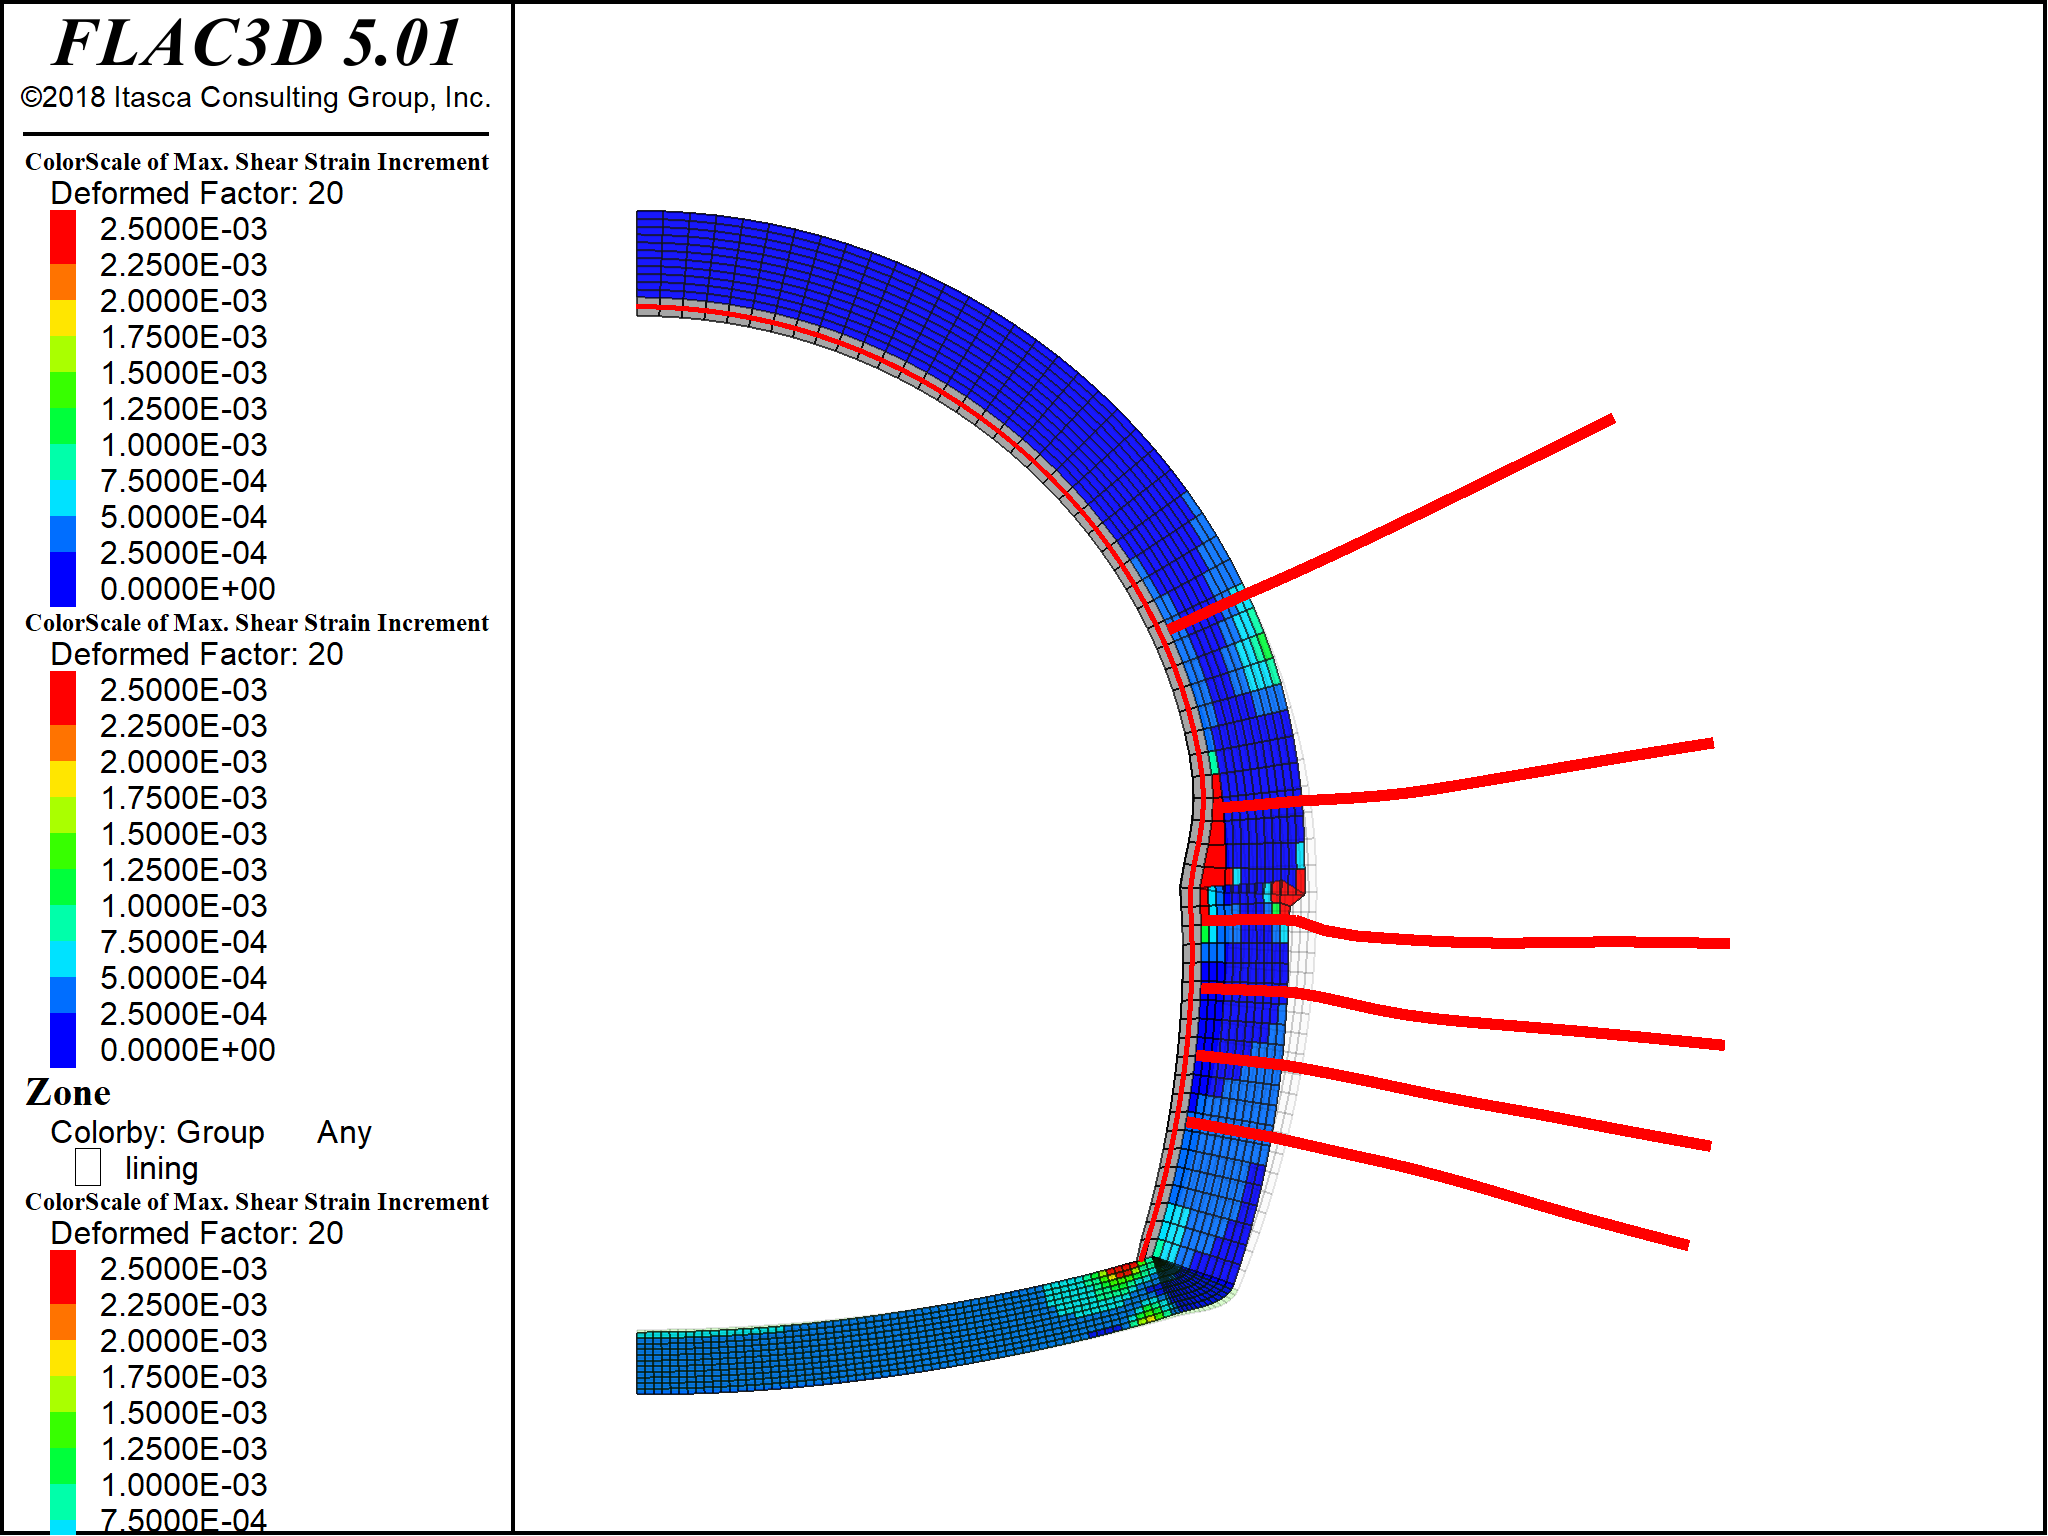 FLAC3D 5.01
©2018 Itasca Consulting Group, Inc.
ColorScale of Max. Shear Strain Increment
Deformed Factor: 20
2.5000E-03
2.2500E-03
2.0000E-03
1.7500E-03
1.5000E-03
1.2500E-03
1.0000E-03
7.5000E-04
5.0000E-04
2.5000E-04
0.0000E+00
ColorScale of Max. Shear Strain Increment
Deformed Factor: 20
2.5000E-03
2.2500E-03
2.0000E-03
1.7500E-03
1.5000E-03
1.2500E-03
1.0000E-03
7.5000E-04
5.0000E-04
2.5000E-04
0.0000E+00
Zone
Colorby: Group Any
lining
ColorScale of Max. Shear Strain Increment
Deformed Factor: 20
2.5000E-03
2.2500E-03
2.0000E-03
1.7500E-03
1.5000E-03
1.2500E-03
1.0000E-03
7.5000E-04